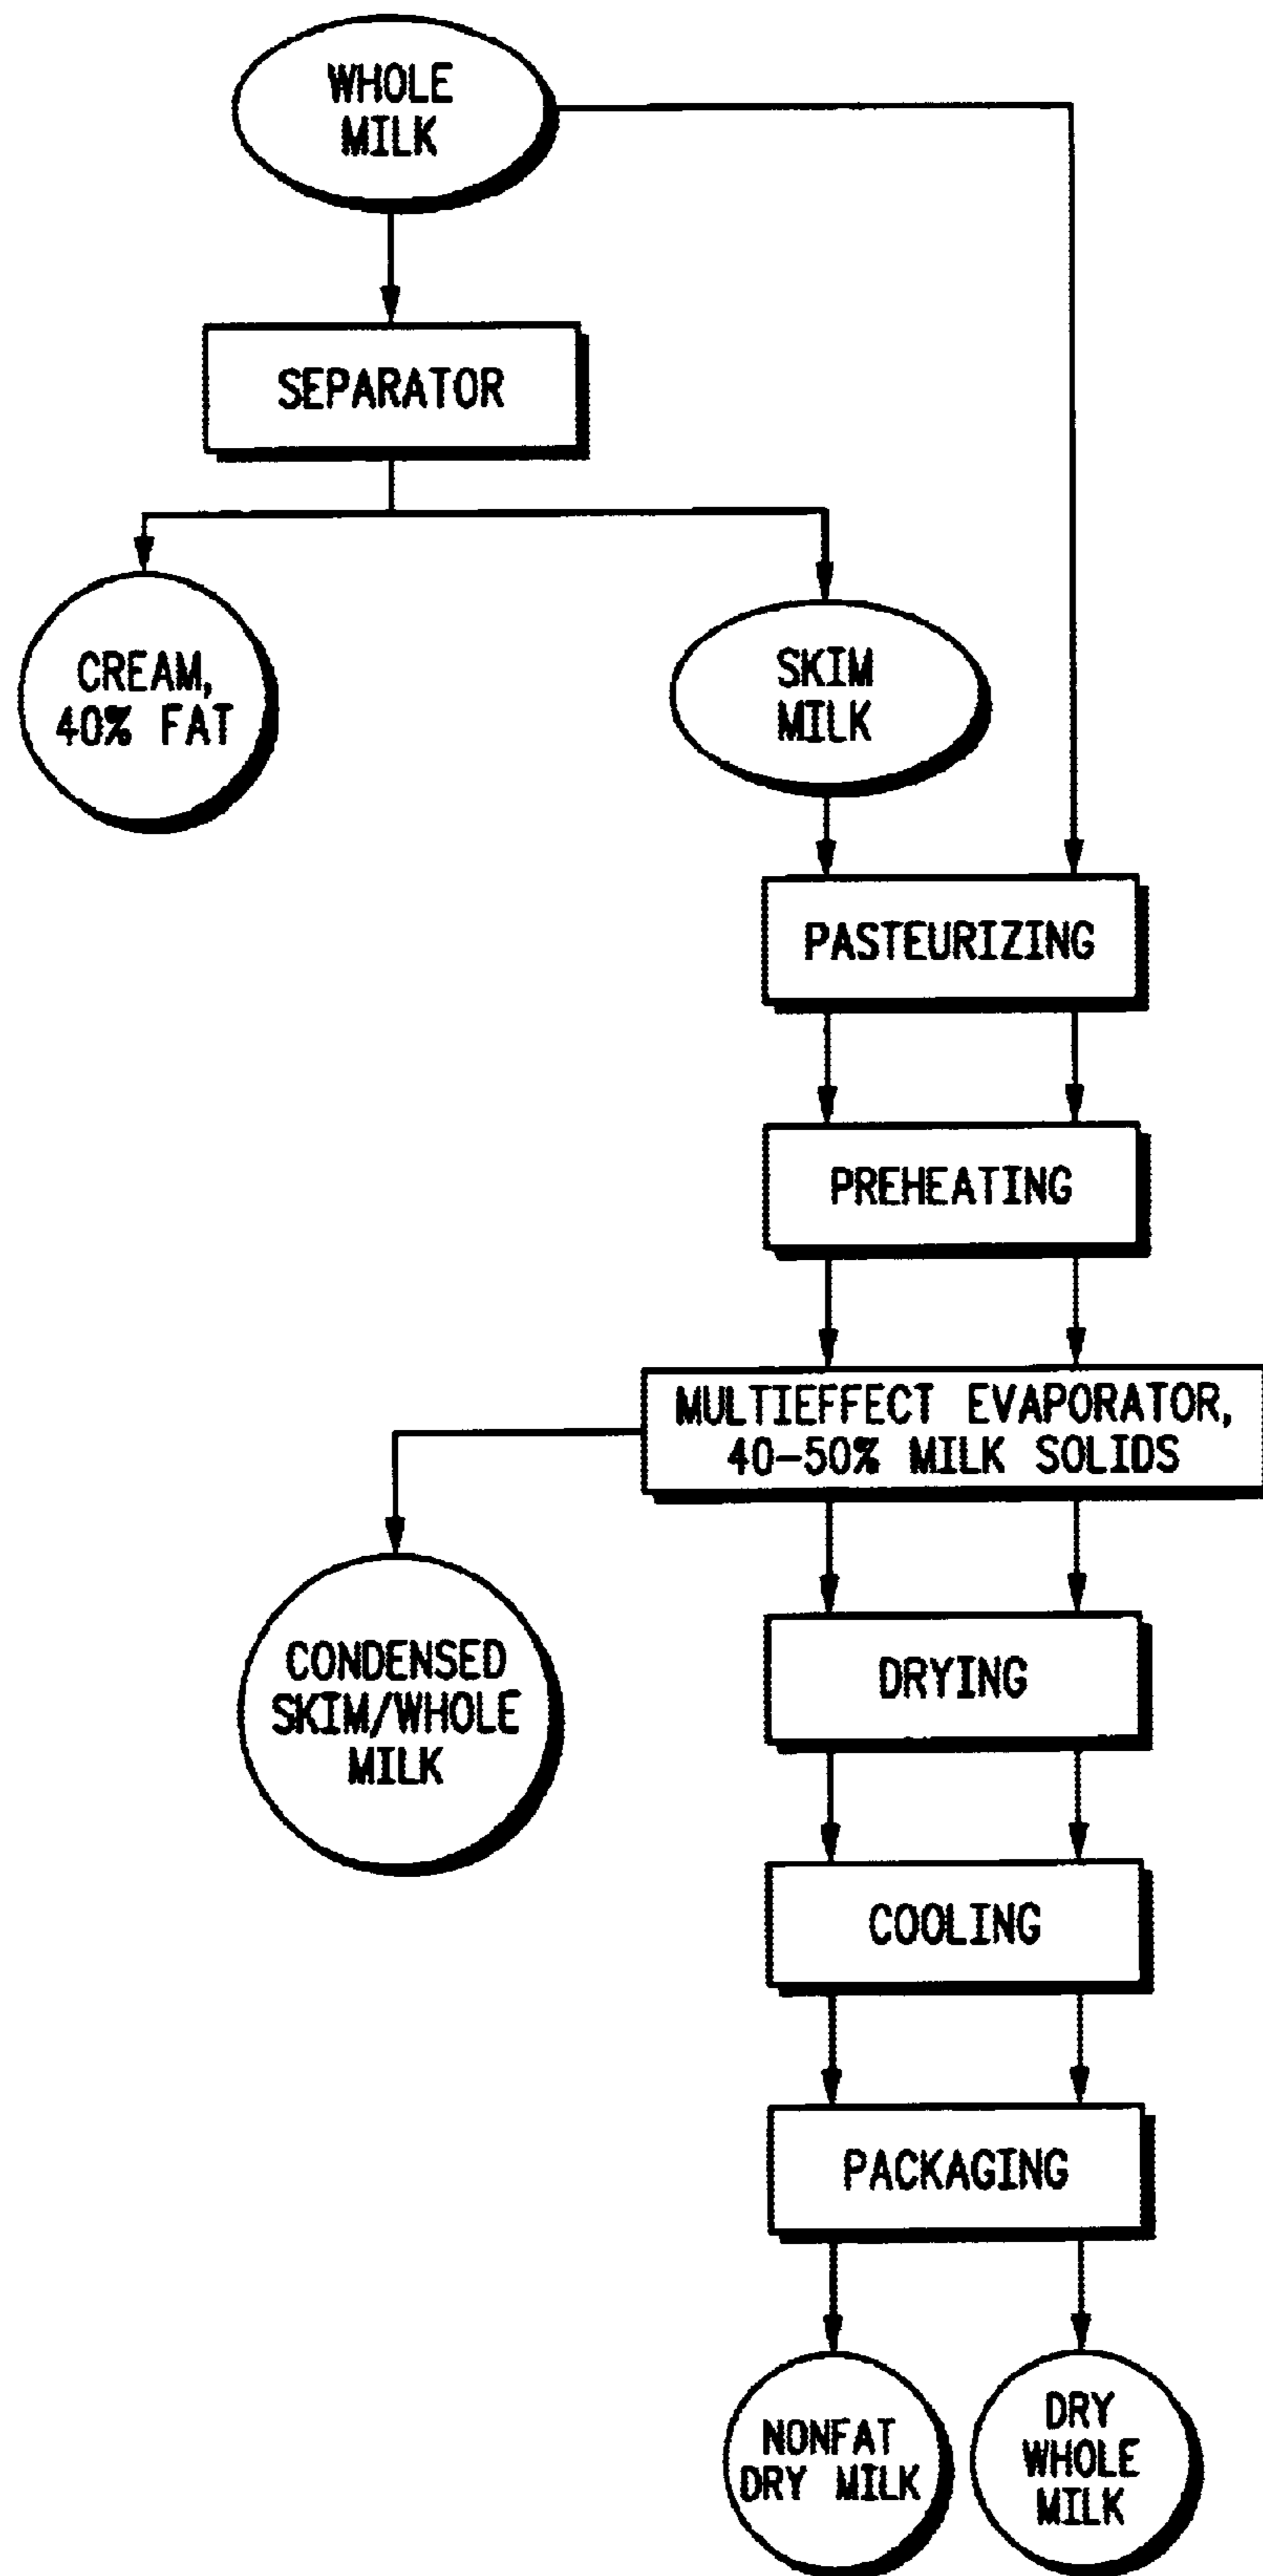 WHOLE
MILK
SEPARATOR
CREAM,
40% FAT
SKIM
MILK
PASTEURIZING
PREHEATING
MULTIEFFECT EVAPORATOR,
40-50% MILK SOLIDS
CONDENSED
SKIM/WHOLE
MILK
DRYING
COOLING
PACKAGING
NONFAT
DRY MILK
DRY
WHOLE
MILK